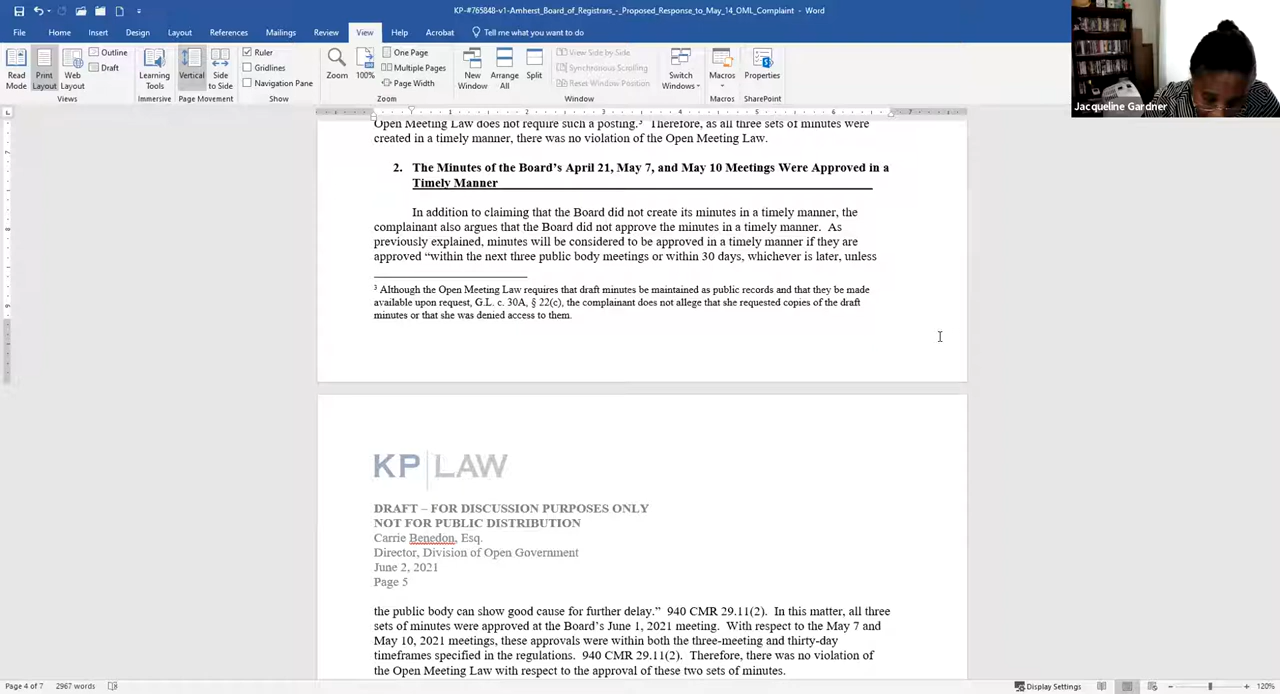 KP-#765848-v1-Amherst_Board_of_Registrars_-_Proposed_Response_to_May_14_OML_Complaint - Word
File Home Insert Design Layout References Mailings Review View Help Acrobat Tell me what you want to do
Read Mode
Print Layout
Web Layout
Outline
Draft
Views
Learning Tools
Immersive
Vertical
Side to Side
Page Movement
Ruler
Gridlines
Navigation Pane
Show
Zoom
100%
One Page
Multiple Pages
Page Width
Zoom
New Window
Arrange All
Split
View Side by Side
Synchronous Scrolling
Reset Window Position
Window
Switch Windows
Macros
Macros
Properties
SharePoint
Jacqueline Gardner
Open Meeting Law does not require such a posting.³ Therefore, as all three sets of minutes were
created in a timely manner, there was no violation of the Open Meeting Law.
2. The Minutes of the Board's April 21, May 7, and May 10 Meetings Were Approved in a
Timely Manner
In addition to claiming that the Board did not create its minutes in a timely manner, the
complainant also argues that the Board did not approve the minutes in a timely manner. As
previously explained, minutes will be considered to be approved in a timely manner if they are
approved “within the next three public body meetings or within 30 days, whichever is later, unless
³ Although the Open Meeting Law requires that draft minutes be maintained as public records and that they be made
available upon request, G.L. c. 30A, § 22(c), the complainant does not allege that she requested copies of the draft
minutes or that she was denied access to them.
KP LAW
DRAFT – FOR DISCUSSION PURPOSES ONLY
NOT FOR PUBLIC DISTRIBUTION
Carrie Benedon, Esq.
Director, Division of Open Government
June 2, 2021
Page 5
the public body can show good cause for further delay.” 940 CMR 29.11(2). In this matter, all three
sets of minutes were approved at the Board's June 1, 2021 meeting. With respect to the May 7 and
May 10, 2021 meetings, these approvals were within both the three-meeting and thirty-day
timeframes specified in the regulations. 940 CMR 29.11(2). Therefore, there was no violation of
the Open Meeting Law with respect to the approval of these two sets of minutes.
Page 4 of 7 2967 words Display Settings 120%